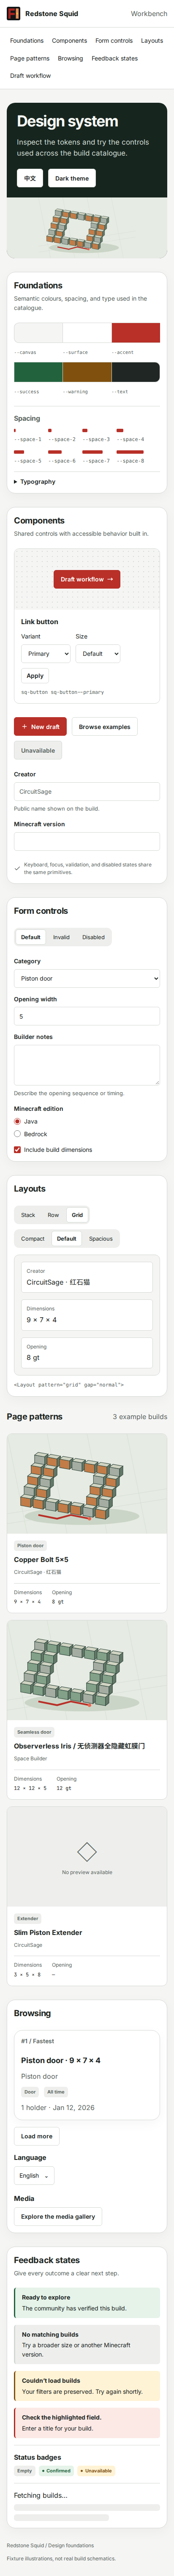 Redstone Squid
Workbench
Foundations Components Form controls Layouts
Page patterns Browsing Feedback states
Draft workflow
Design system
Inspect the tokens and try the controls
used across the build catalogue.
中文 Dark theme
Foundations
Semantic colours, spacing, and type used in the
catalogue.
--canvas --surface --accent
--success --warning --text
Spacing
--space-1 --space-2 --space-3 --space-4
--space-5 --space-6 --space-7 --space-8
Typography
Components
Shared controls with accessible behavior built in.
Draft workflow →
Link button
Variant Size
Primary Default
Apply
sq-button sq-button--primary
+ New draft Browse examples
Unavailable
Creator
CircuitSage
Public name shown on the build.
Minecraft version
Keyboard, focus, validation, and disabled states share
the same primitives.
Form controls
Default Invalid Disabled
Category
Piston door
Opening width
5
Builder notes
Describe the opening sequence or timing.
Minecraft edition
Java
Bedrock
Include build dimensions
Layouts
Stack Row Grid
Compact Default Spacious
Creator
CircuitSage · 红石猫
Dimensions
9 × 7 × 4
Opening
8 gt
<Layout pattern="grid" gap="normal">
Page patterns 3 example builds
Piston door
Copper Bolt 5×5
CircuitSage · 红石猫
Dimensions Opening
9 × 7 × 4 8 gt
Seamless door
Observerless Iris / 无侦测器全隐藏虹膜门
Space Builder
Dimensions Opening
12 × 12 × 5 12 gt
No preview available
Extender
Slim Piston Extender
CircuitSage
Dimensions Opening
3 × 5 × 8 —
Browsing
#1 / Fastest
Piston door · 9 × 7 × 4
Piston door
Door All time
1 holder · Jan 12, 2026
Load more
Language
English
Media
Explore the media gallery
Feedback states
Give every outcome a clear next step.
Ready to explore
The community has verified this build.
No matching builds
Try a broader size or another Minecraft
version.
Couldn't load builds
Your filters are preserved. Try again shortly.
Check the highlighted field.
Enter a title for your build.
Status badges
Empty Confirmed Unavailable
Fetching builds…
Redstone Squid / Design foundations
Fixture illustrations, not real build schematics.